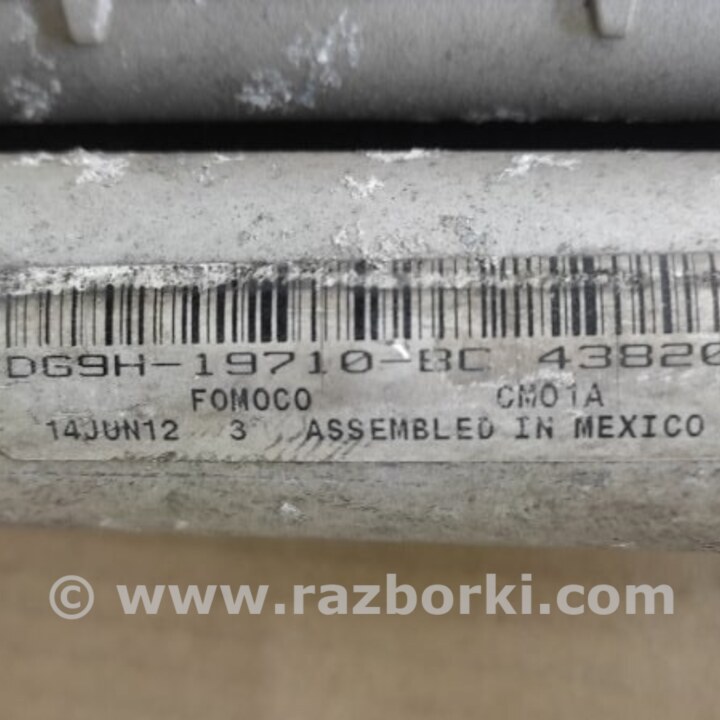 DG9H-19710-BC 43820
FOMOCO CM01A
14JUN12 3 ASSEMBLED IN MEXICO
© www.razborki.com